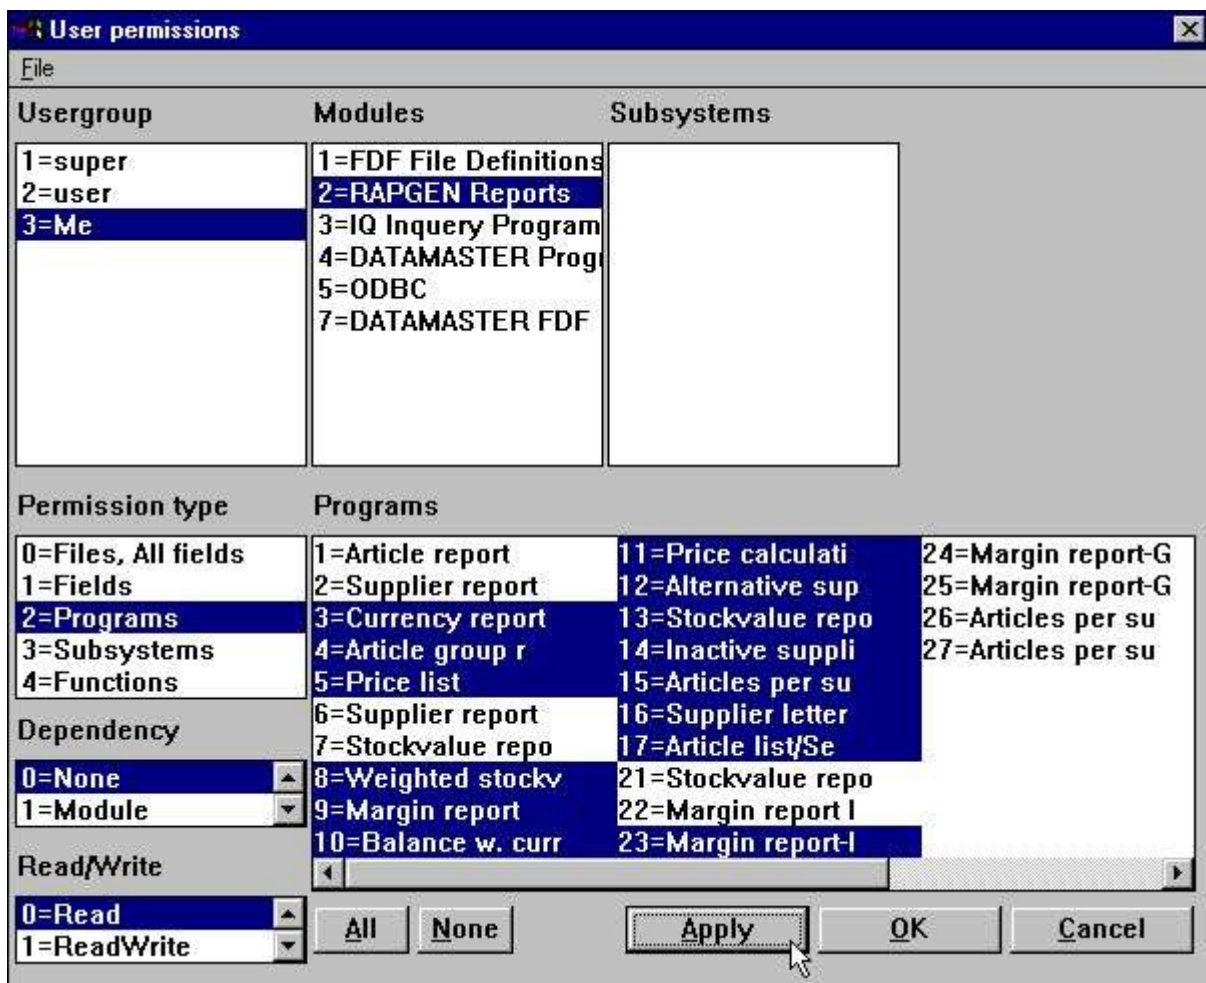 User permissions
File
Usergroup
Modules
Subsystems
1=super
2=user
3=Me
1=FDF File Definitions
2=RAPGEN Reports
3=IQ Inquery Program
4=DATAMASTER Progr
5=ODBC
7=DATAMASTER FDF
Permission type
0=Files, All fields
1=Fields
2=Programs
3=Subsystems
4=Functions
Dependency
0=None
1=Module
Read/Write
0=Read
1=ReadWrite
Programs
1=Article report
2=Supplier report
3=Currency report
4=Article group r
5=Price list
6=Supplier report
7=Stockvalue repo
8=Weighted stockv
9=Margin report
10=Balance w. curr
11=Price calculati
12=Alternative sup
13=Stockvalue repo
14=Inactive suppli
15=Articles per su
16=Supplier letter
17=Article list/Se
21=Stockvalue repo
22=Margin report I
23=Margin report-I
24=Margin report-G
25=Margin report-G
26=Articles per su
27=Articles per su
All
None
Apply
OK
Cancel